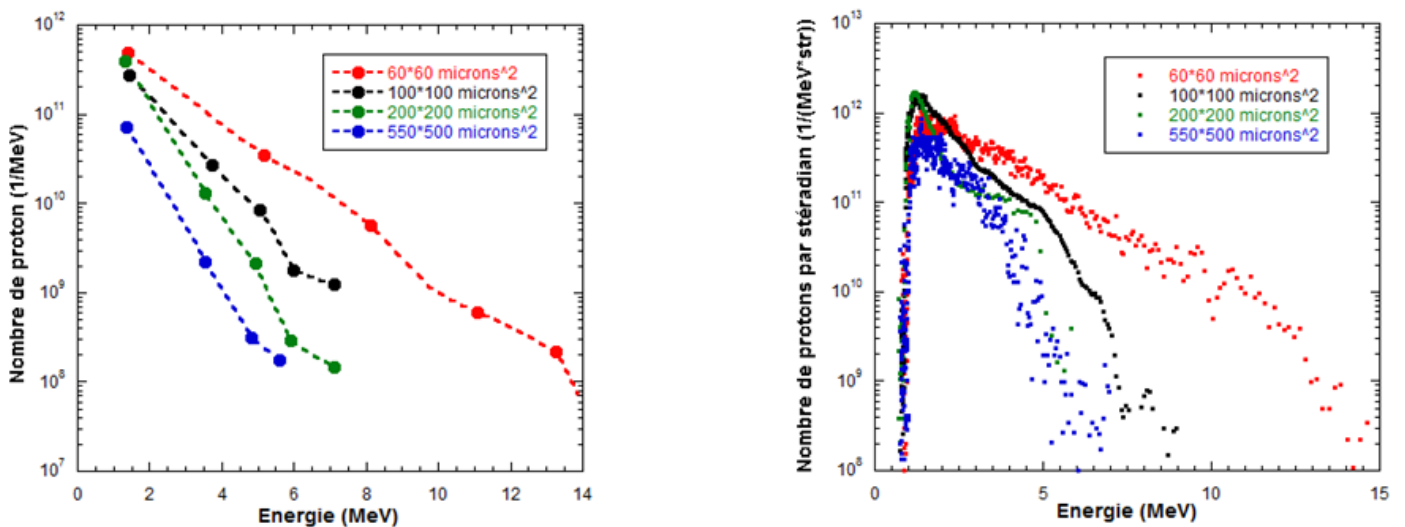 Nombre de proton (1/MeV)
10^12
10^11
10^10
10^9
10^8
10^7
0 2 4 6 8 10 12 14
Energie (MeV)
60*60 microns^2
100*100 microns^2
200*200 microns^2
550*500 microns^2
Nombre de protons par stéradian (1/(MeV*str))
10^13
10^12
10^11
10^10
10^9
10^8
0 5 10 15
Energie (MeV)
60*60 microns^2
100*100 microns^2
200*200 microns^2
550*500 microns^2